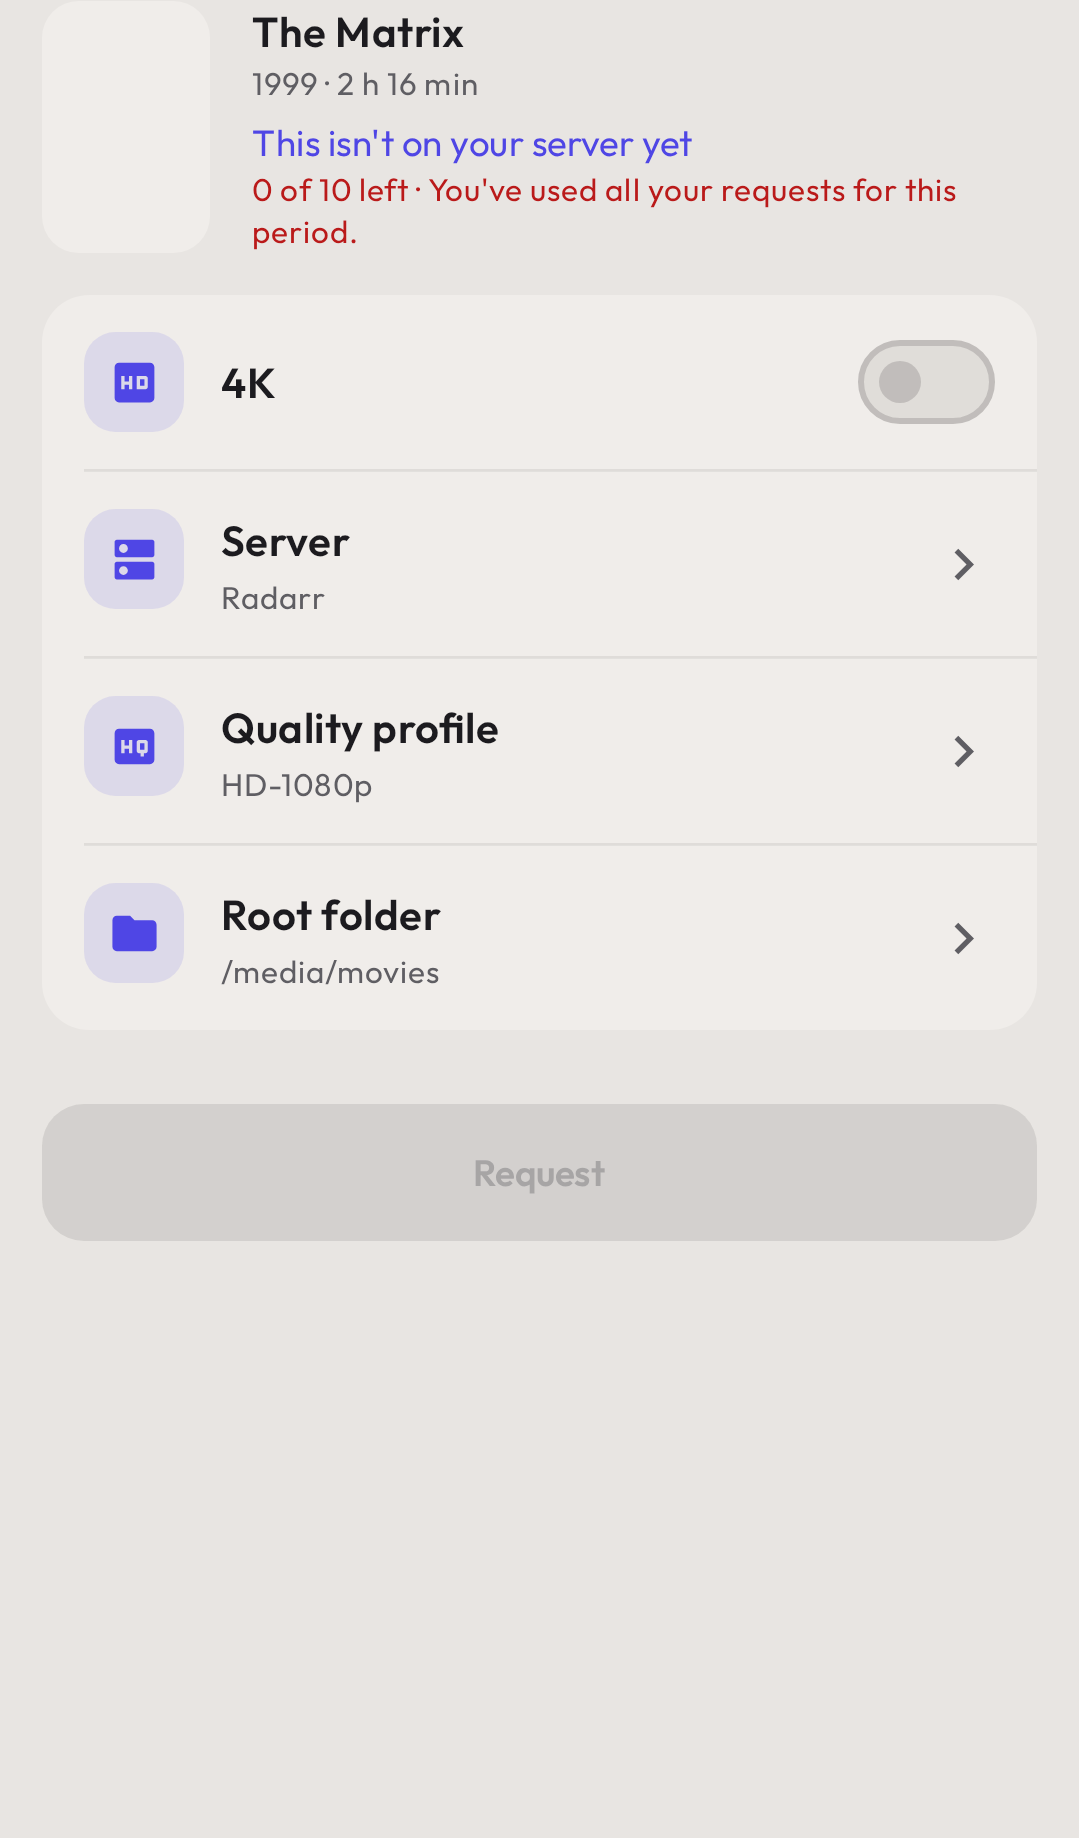 The Matrix
1999 · 2 h 16 min
This isn't on your server yet
0 of 10 left · You've used all your requests for this
period.
HD
4K
Server
Radarr
HQ
Quality profile
HD-1080p
Root folder
/media/movies
Request